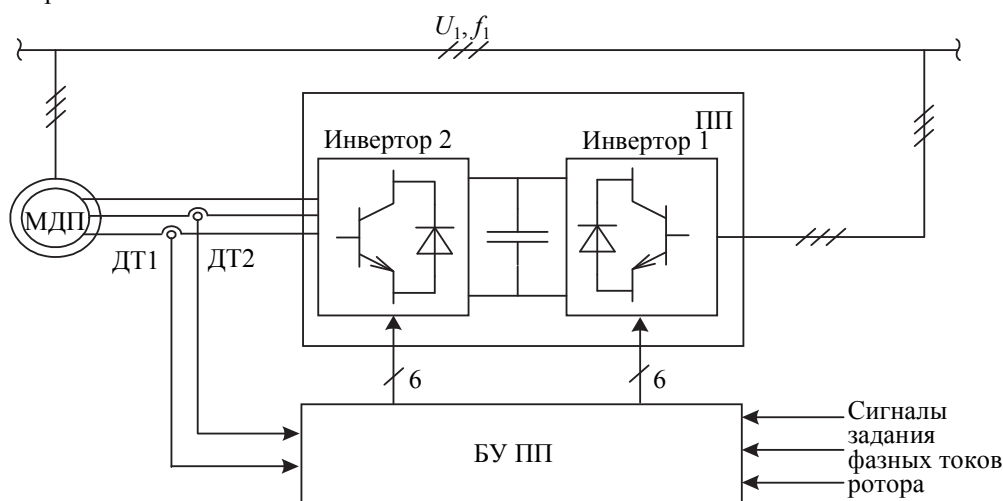 U₁, f₁
ПП
Инвертор 2
Инвертор 1
МДП
ДТ1
ДТ2
6
6
БУ ПП
Сигналы
задания
фазных токов
ротора